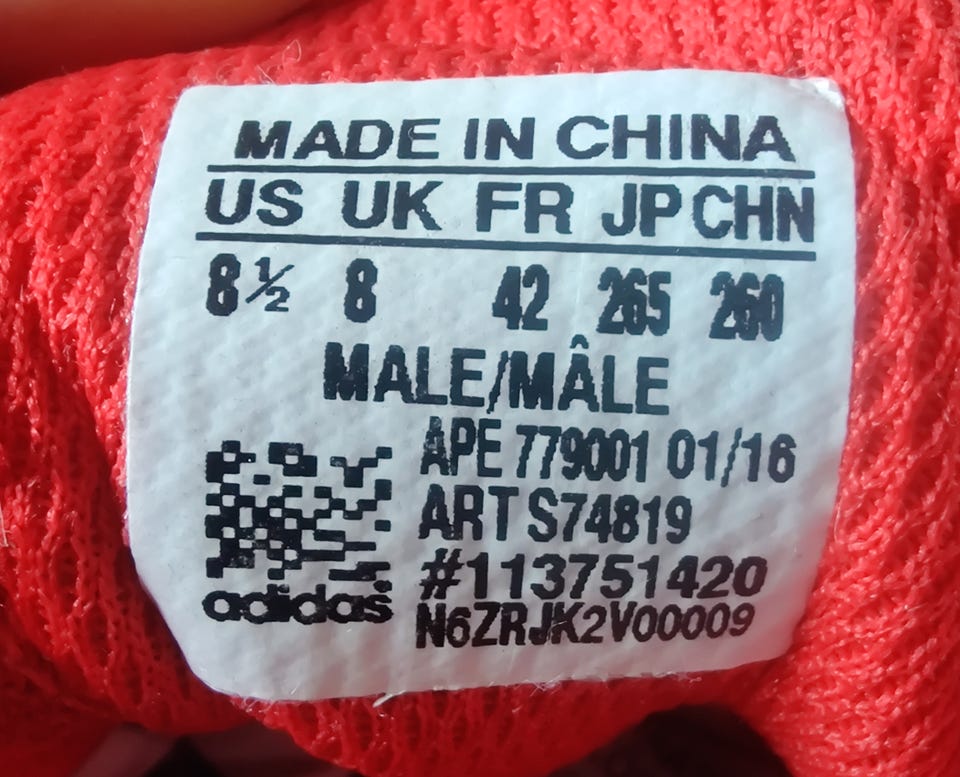 MADE IN CHINA
US UK FR JP CHN
8½ 8 42 265 260
MALE/MÂLE
APE 779001 01/16
ART S74819
#113751420
adidas N6ZRJK2V00009